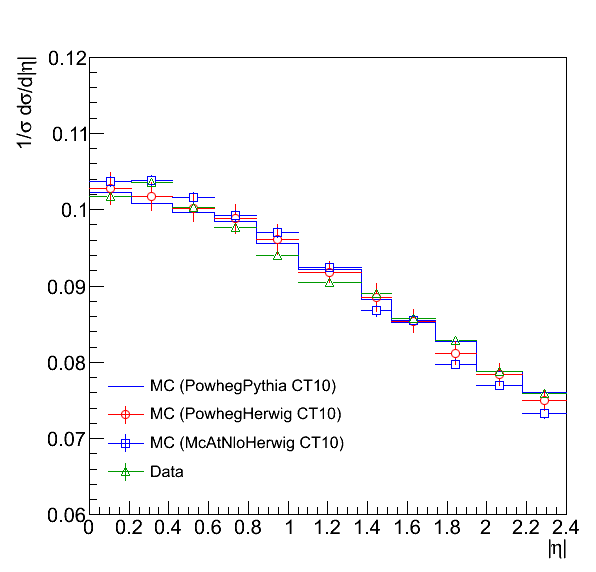 1/σ dσ/d|η|
0.12
0.11
0.1
0.09
0.08
0.07
0.06
MC (PowhegPythia CT10)
MC (PowhegHerwig CT10)
MC (McAtNloHerwig CT10)
Data
0 0.2 0.4 0.6 0.8 1 1.2 1.4 1.6 1.8 2 2.2 2.4
|η|